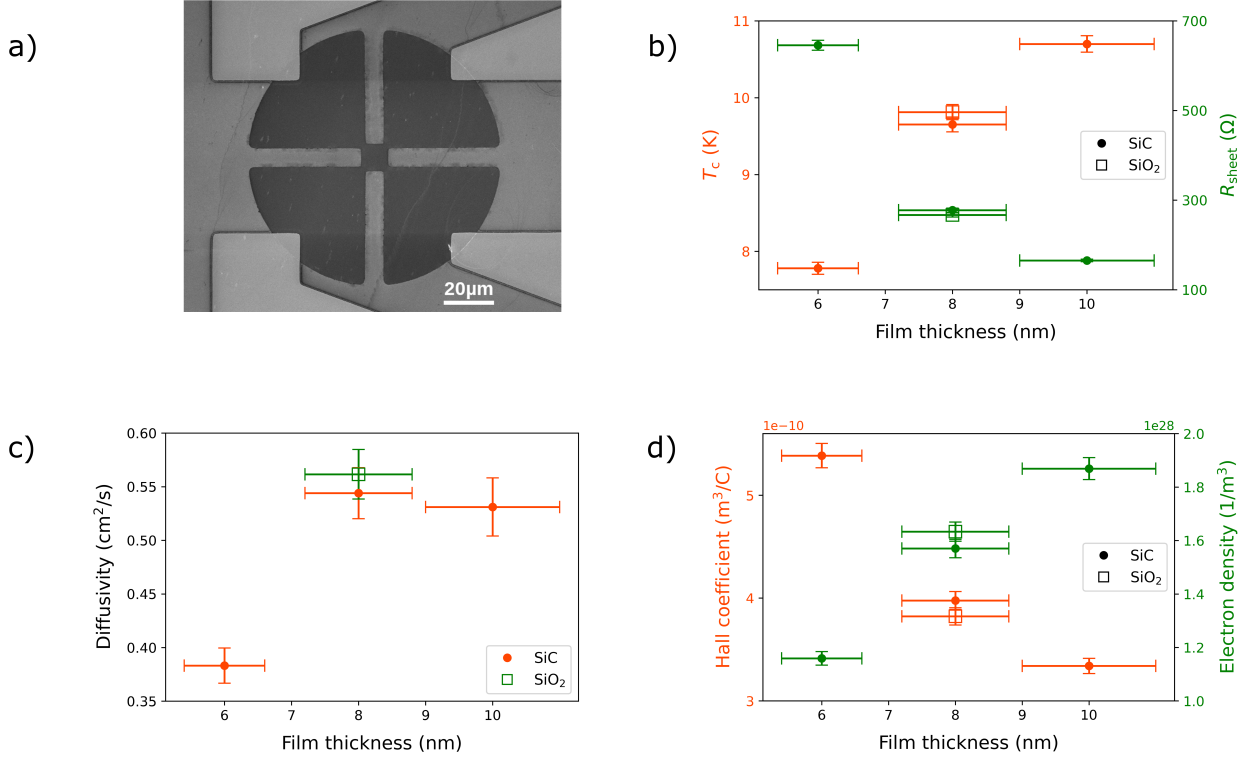 a)
20μm
b)
11
10
9
8
T_c (K)
700
500
300
100
R_sheet (Ω)
SiC
SiO₂
6 7 8 9 10
Film thickness (nm)
c)
0.60
0.55
0.50
0.45
0.40
0.35
Diffusivity (cm²/s)
SiC
SiO₂
6 7 8 9 10
Film thickness (nm)
d)
1e−10
1e28
5
4
3
Hall coefficient (m³/C)
2.0
1.8
1.6
1.4
1.2
1.0
Electron density (1/m³)
SiC
SiO₂
6 7 8 9 10
Film thickness (nm)